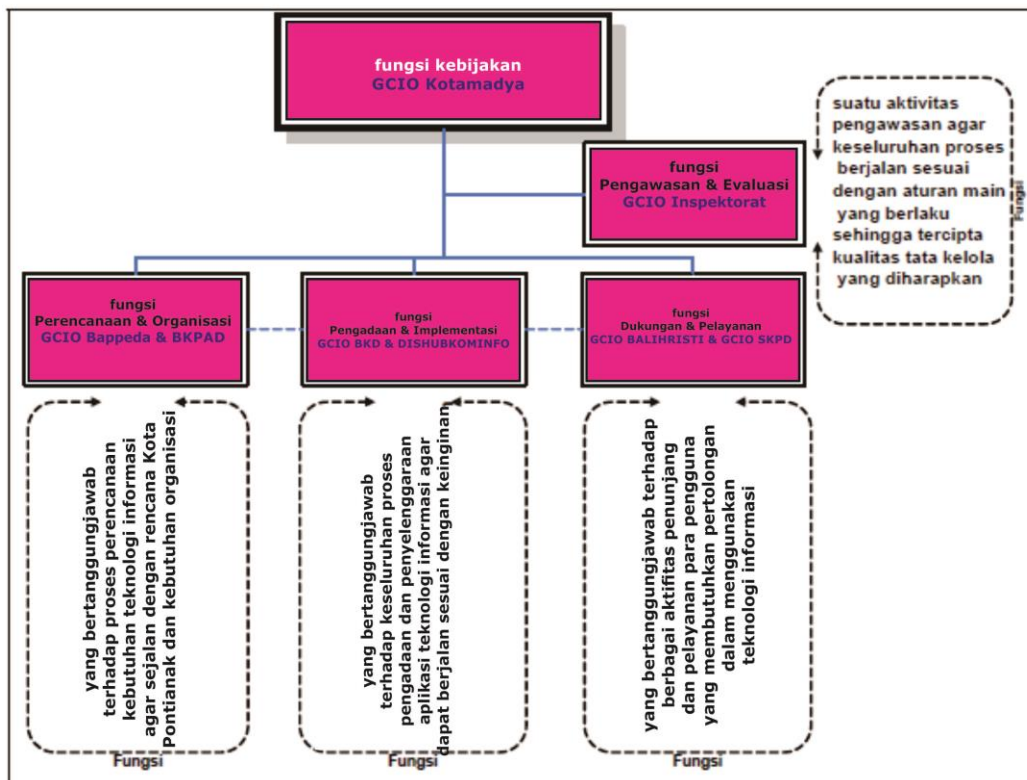 fungsi kebijakan
GCIO Kotamadya
fungsi
Pengawasan & Evaluasi
GCIO Inspektorat
suatu aktivitas
pengawasan agar
keseluruhan proses
berjalan sesuai
dengan aturan main
yang berlaku
sehingga tercipta
kualitas tata kelola
yang diharapkan
Fungsi
fungsi
Perencanaan & Organisasi
GCIO Bappeda & BKPAD
fungsi
Pengadaan & Implementasi
GCIO BKD & DISHUBKOMINFO
fungsi
Dukungan & Pelayanan
GCIO BALIHRISTI & GCIO SKPD
yang bertanggungjawab
terhadap proses perencanaan
kebutuhan teknologi informasi
agar sejalan dengan rencana Kota
Pontianak dan kebutuhan organisasi
Fungsi
yang bertanggungjawab
terhadap keseluruhan proses
pengadaan dan penyelenggaraan
aplikasi teknologi informasi agar
dapat berjalan sesuai dengan keinginan
Fungsi
yang bertanggungjawab terhadap
berbagai aktifitas penunjang
dan pelayanan para pengguna
yang membutuhkan pertolongan
dalam menggunakan
teknologi informasi
Fungsi